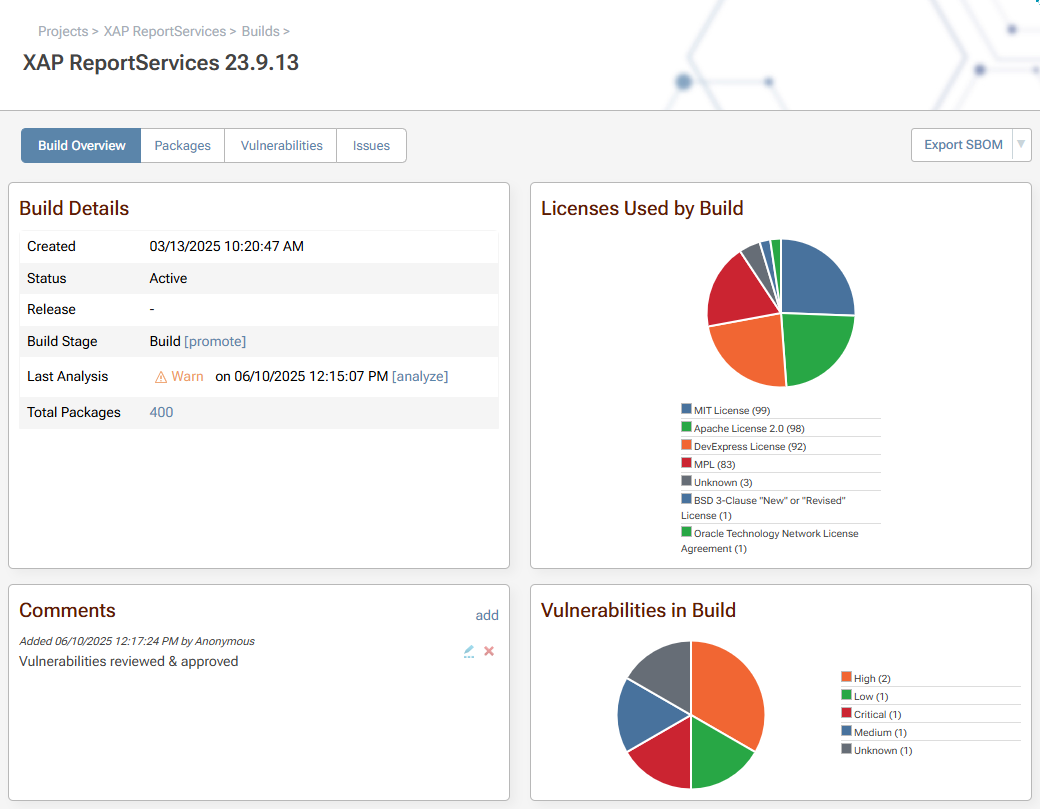 Projects > XAP ReportServices > Builds >
XAP ReportServices 23.9.13
Build Overview
Packages
Vulnerabilities
Issues
Export SBOM
Build Details
Created 03/13/2025 10:20:47 AM
Status Active
Release -
Build Stage Build [promote]
Last Analysis Warn on 06/10/2025 12:15:07 PM [analyze]
Total Packages 400
Licenses Used by Build
MIT License (99)
Apache License 2.0 (98)
DevExpress License (92)
MPL (83)
Unknown (3)
BSD 3-Clause "New" or "Revised"
License (1)
Oracle Technology Network License
Agreement (1)
Comments
add
Added 06/10/2025 12:17:24 PM by Anonymous
Vulnerabilities reviewed & approved
Vulnerabilities in Build
High (2)
Low (1)
Critical (1)
Medium (1)
Unknown (1)